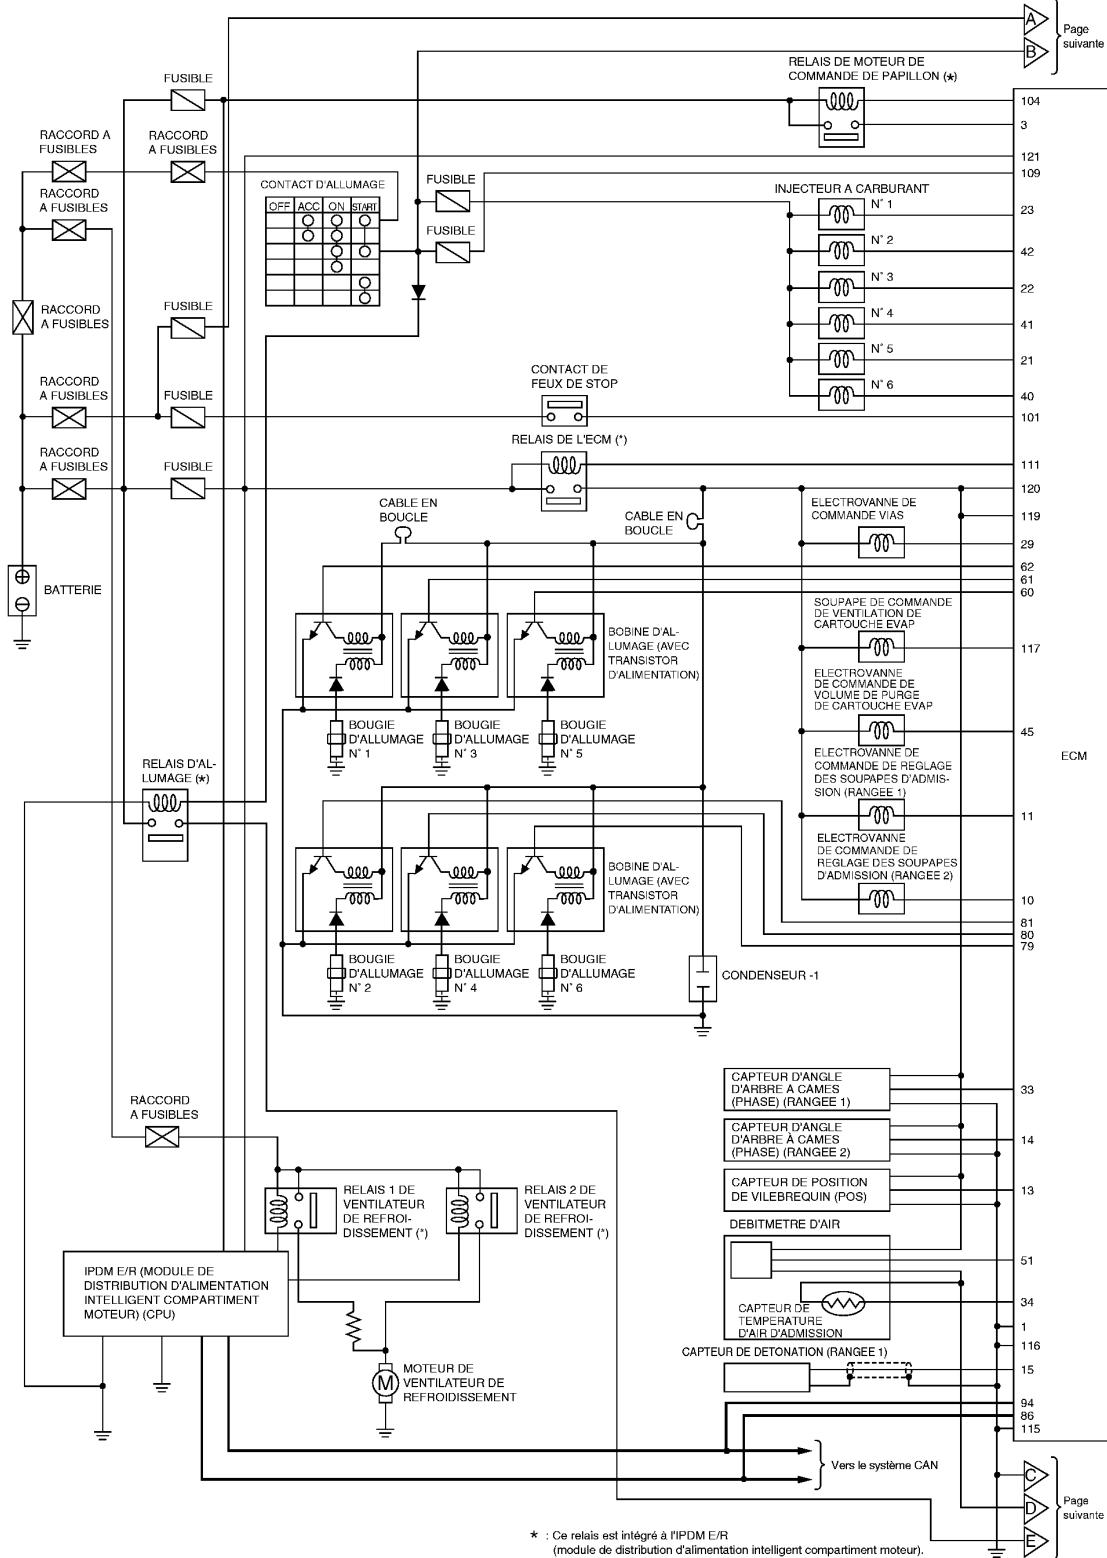 A
Page
suivante
B
RELAIS DE MOTEUR DE
COMMANDE DE PAPILLON (*)
FUSIBLE
104
3
RACCORD A
FUSIBLES
RACCORD
A FUSIBLES
121
109
CONTACT D'ALLUMAGE
OFF ACC ON START
FUSIBLE
FUSIBLE
RACCORD
A FUSIBLES
INJECTEUR A CARBURANT
N° 1
23
N° 2
42
N° 3
22
N° 4
41
N° 5
21
N° 6
40
RACCORD
A FUSIBLES
FUSIBLE
CONTACT DE
FEUX DE STOP
RACCORD
A FUSIBLES
FUSIBLE
101
RELAIS DE L'ECM (*)
RACCORD
A FUSIBLES
FUSIBLE
111
120
119
CABLE EN
BOUCLE
CABLE EN
BOUCLE
ELECTROVANNE DE
COMMANDE VIAS
29
62
61
60
BATTERIE
SOUPAPE DE COMMANDE
DE VENTILATION DE
CARTOUCHE EVAP
117
BOBINE D'AL-
LUMAGE (AVEC
TRANSISTOR
D'ALIMENTATION)
ELECTROVANNE
DE COMMANDE DE
VOLUME DE PURGE
DE CARTOUCHE EVAP
45
BOUGIE
D'ALLUMAGE
N° 1
BOUGIE
D'ALLUMAGE
N° 3
BOUGIE
D'ALLUMAGE
N° 5
ECM
RELAIS D'AL-
LUMAGE (*)
ELECTROVANNE DE
COMMANDE DE REGLAGE
DES SOUPAPES D'ADMIS-
SION (RANGEE 1)
11
ELECTROVANNE
DE COMMANDE DE
REGLAGE DES SOUPAPES
D'ADMISSION (RANGEE 2)
10
81
80
79
BOBINE D'AL-
LUMAGE (AVEC
TRANSISTOR
D'ALIMENTATION)
BOUGIE
D'ALLUMAGE
N° 2
BOUGIE
D'ALLUMAGE
N° 4
BOUGIE
D'ALLUMAGE
N° 6
CONDENSEUR -1
CAPTEUR D'ANGLE
D'ARBRE A CAMES
(PHASE) (RANGEE 1)
33
RACCORD
A FUSIBLES
CAPTEUR D'ANGLE
D'ARBRE À CAMES
(PHASE) (RANGEE 2)
14
CAPTEUR DE POSITION
DE VILEBREQUIN (POS)
13
RELAIS 1 DE
VENTILATEUR
DE REFROI-
DISSEMENT (*)
RELAIS 2 DE
VENTILATEUR
DE REFROI-
DISSEMENT (*)
DEBITMETRE D'AIR
51
IPDM E/R (MODULE DE
DISTRIBUTION D'ALIMENTATION
INTELLIGENT COMPARTIMENT
MOTEUR) (CPU)
CAPTEUR DE
TEMPERATURE
D'AIR D'ADMISSION
34
1
116
CAPTEUR DE DETONATION (RANGEE 1)
15
M
MOTEUR DE
VENTILATEUR DE
REFROIDISSEMENT
94
86
115
Vers le système CAN
C
D
E
Page
suivante
* : Ce relais est intégré à l'IPDM E/R
(module de distribution d'alimentation intelligent compartiment moteur).